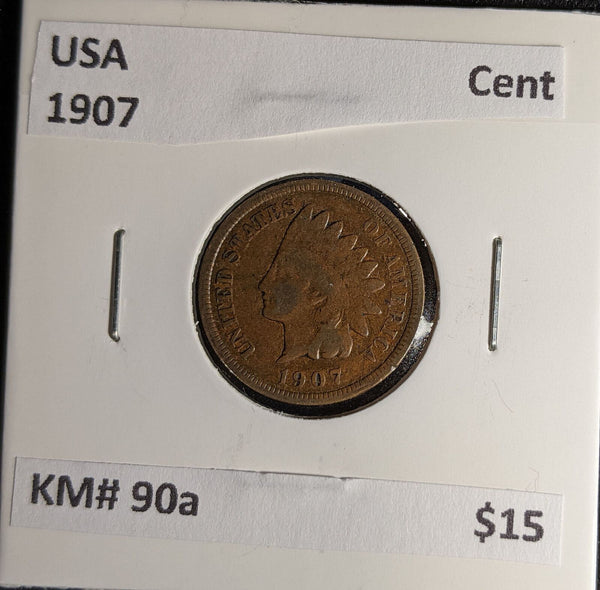 USA
Cent
1907
UNITED STATES OF AMERICA
1907
KM# 90a
$15